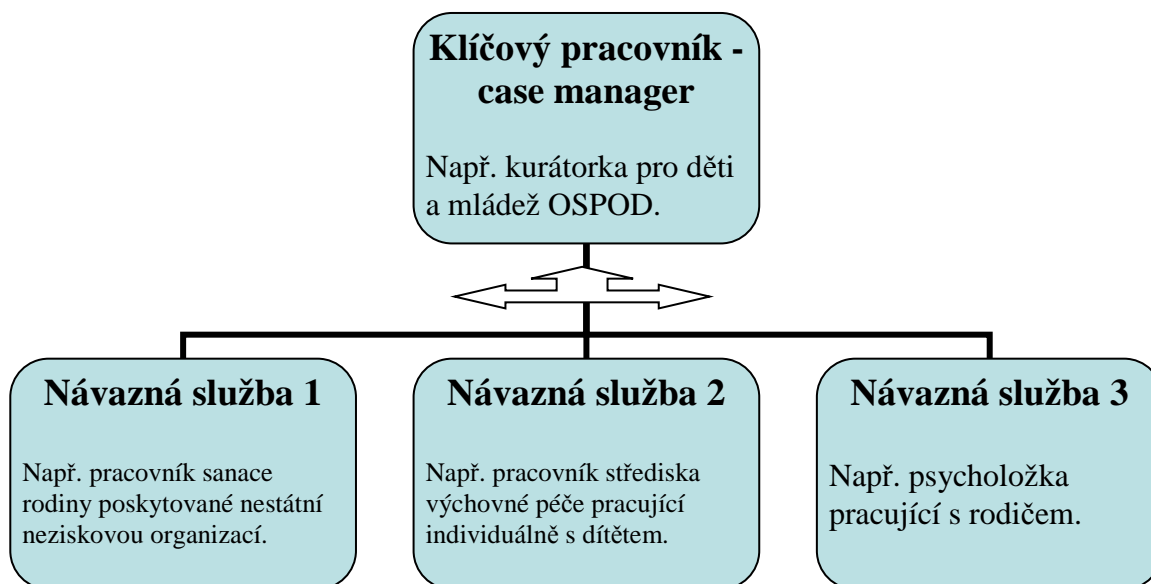 Klíčový pracovník -
case manager
Např. kurátorka pro děti
a mládež OSPOD.
Návazná služba 1
Např. pracovník sanace
rodiny poskytované nestátní
neziskovou organizací.
Návazná služba 2
Např. pracovník střediska
výchovné péče pracující
individuálně s dítětem.
Návazná služba 3
Např. psycholožka
pracující s rodičem.